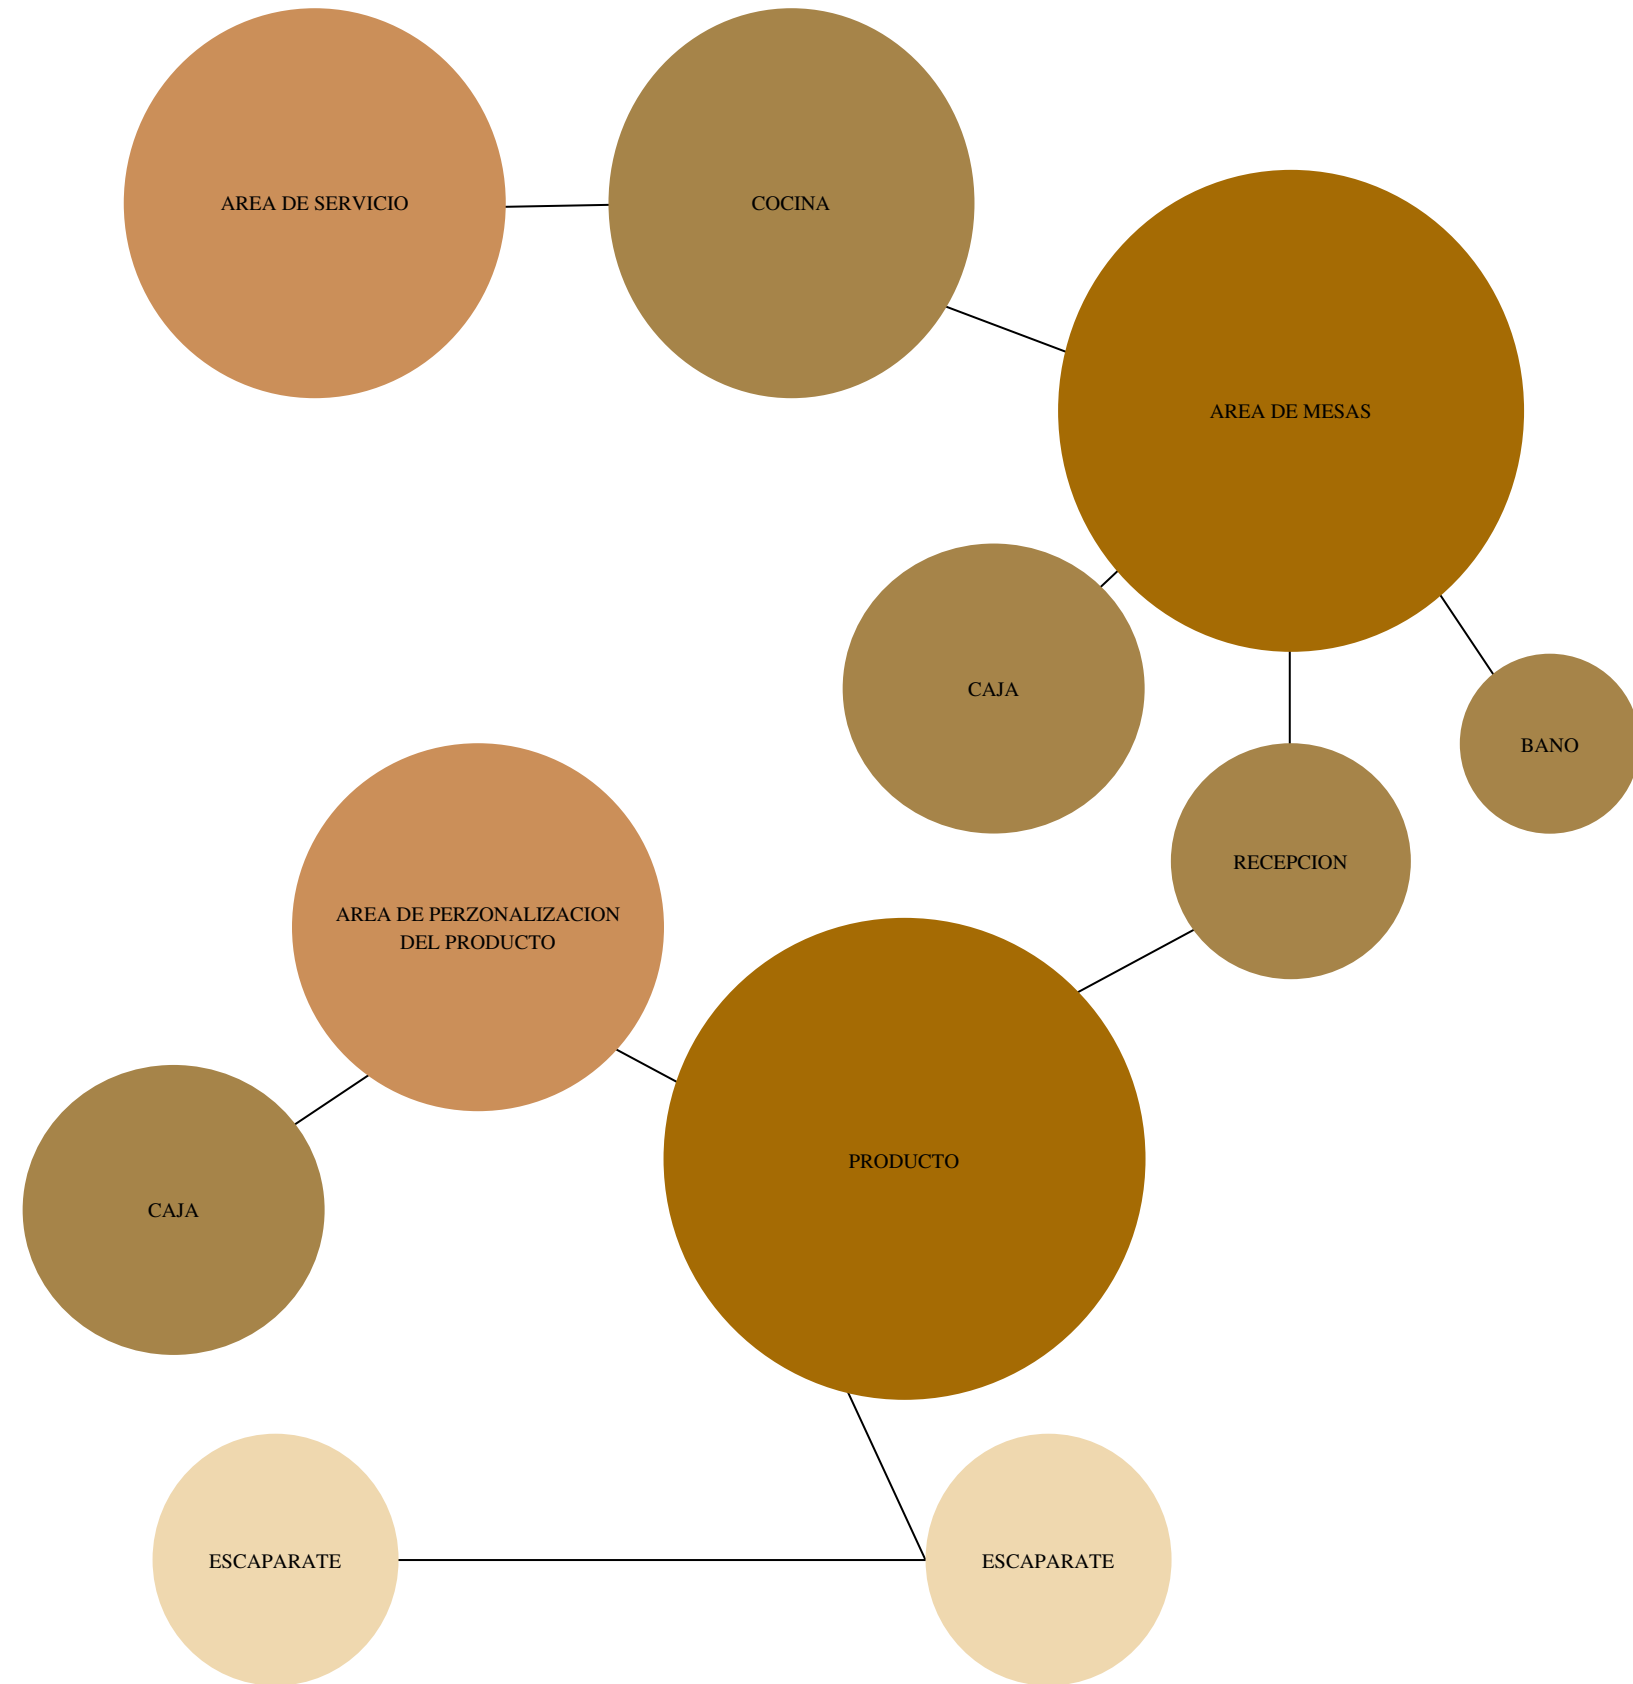 AREA DE SERVICIO
COCINA
AREA DE MESAS
CAJA
BANO
RECEPCION
AREA DE PERZONALIZACION
DEL PRODUCTO
PRODUCTO
CAJA
ESCAPARATE
ESCAPARATE